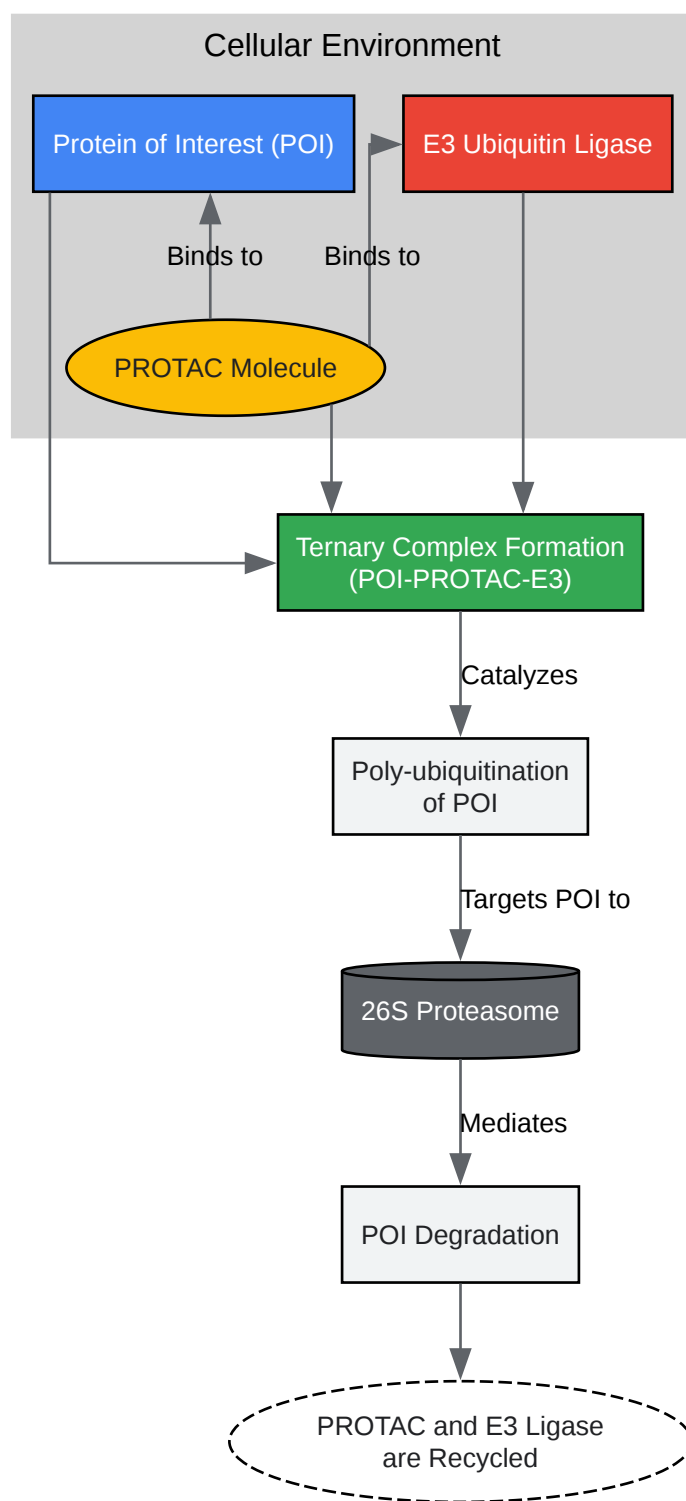 Cellular Environment
Protein of Interest (POI)
E3 Ubiquitin Ligase
Binds to
Binds to
PROTAC Molecule
Ternary Complex Formation
(POI-PROTAC-E3)
Catalyzes
Poly-ubiquitination
of POI
Targets POI to
26S Proteasome
Mediates
POI Degradation
PROTAC and E3 Ligase
are Recycled